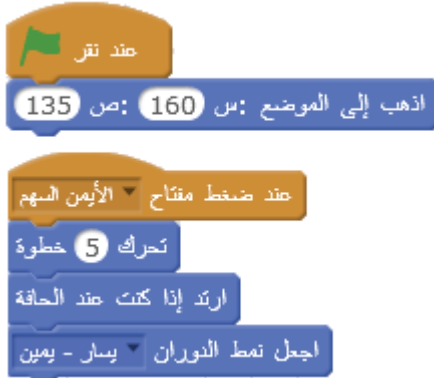 عند نقر
اذهب إلى الموضع :س 160 :ص 135
عند ضغط مفتاح الأيمن السهم
تحرك 5 خطوة
ارتد إذا كنت عند الحافة
اجعل نمط الدوران يسار - يمين